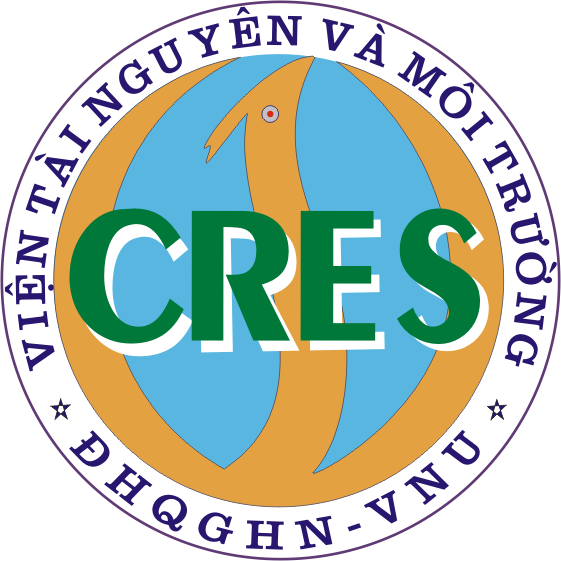 VIỆN TÀI NGUYÊN VÀ MÔI TRƯỜNG
CRES
ĐHQGHN-VNU